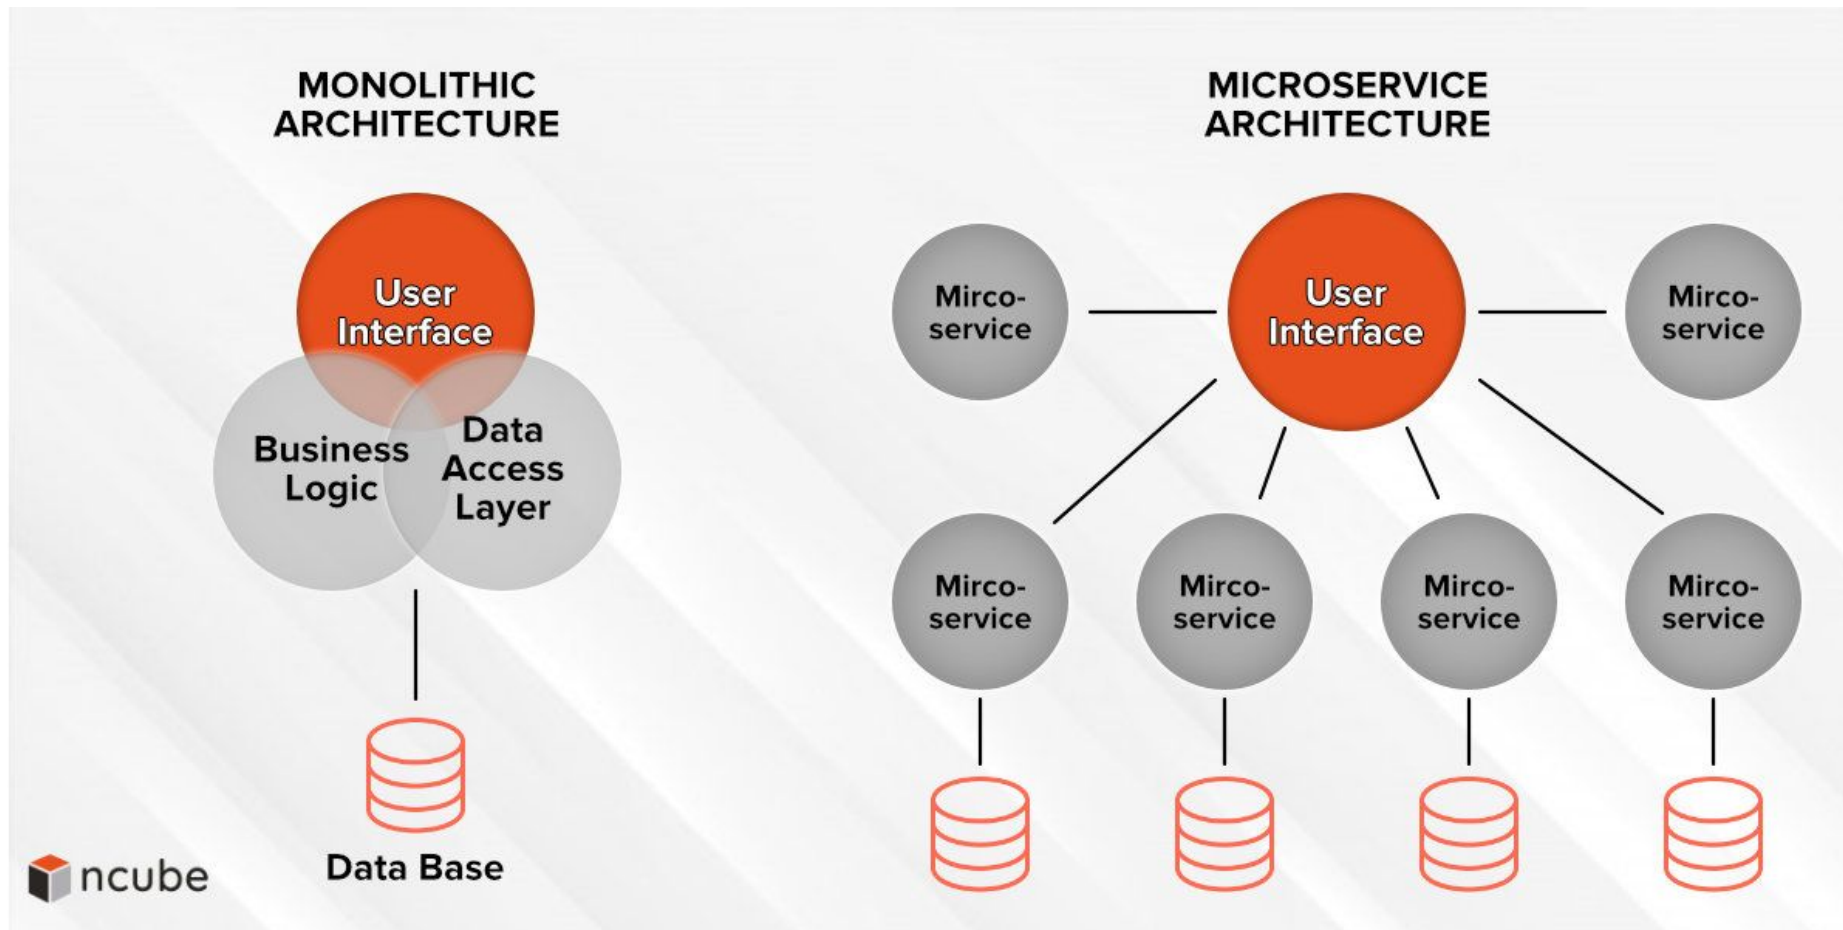 MONOLITHIC
ARCHITECTURE
User
Interface
Business
Logic
Data
Access
Layer
Data Base
MICROSERVICE
ARCHITECTURE
Mirco-
service
User
Interface
Mirco-
service
Mirco-
service
Mirco-
service
Mirco-
service
Mirco-
service
ncube